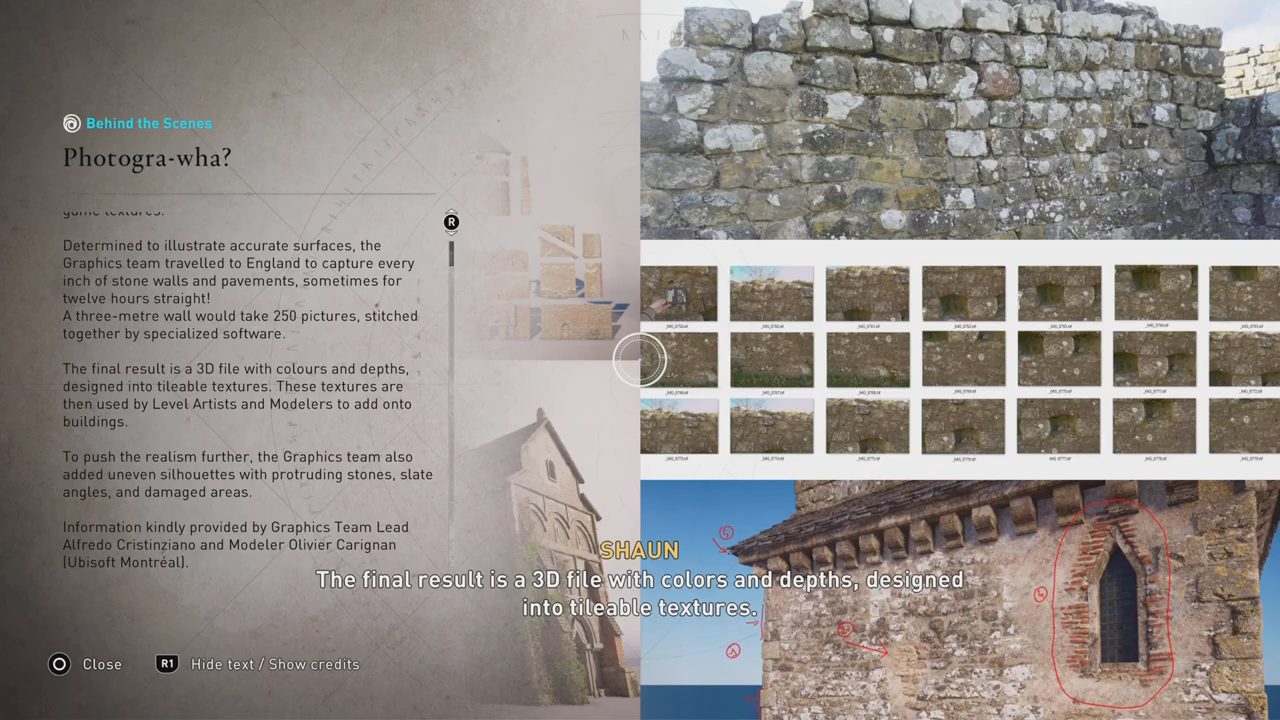 Behind the Scenes
Photogra-wha?
game textures.
R
Determined to illustrate accurate surfaces, the
Graphics team travelled to England to capture every
inch of stone walls and pavements, sometimes for
twelve hours straight!
A three-metre wall would take 250 pictures, stitched
together by specialized software.
The final result is a 3D file with colours and depths,
designed into tileable textures. These textures are
then used by Level Artists and Modelers to add onto
buildings.
To push the realism further, the Graphics team also
added uneven silhouettes with protruding stones, slate
angles, and damaged areas.
Information kindly provided by Graphics Team Lead
Alfredo Cristinziano and Modeler Olivier Carignan
[Ubisoft Montréal].
SHAUN
The final result is a 3D file with colors and depths, designed
into tileable textures.
Close
R1 Hide text / Show credits